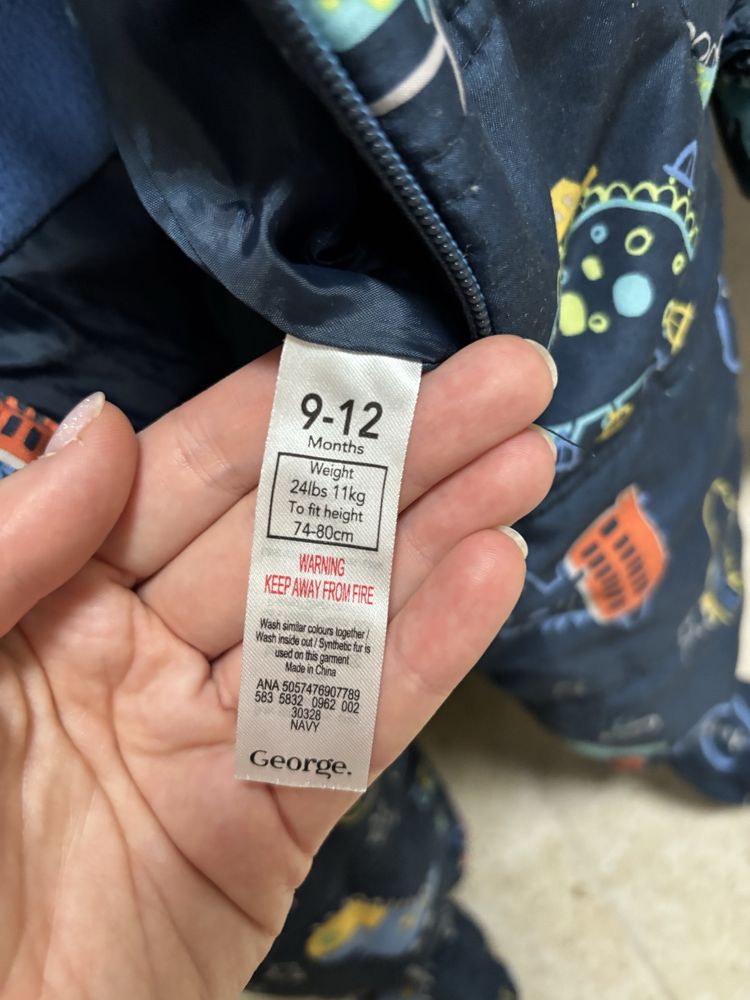 9-12
Months
Weight
24lbs 11kg
To fit height
74-80cm
WARNING
KEEP AWAY FROM FIRE
Wash similar colours together /
Wash inside out / Synthetic fur is
used on this garment
Made in China
ANA 5057476907789
583 5832 0962 002
30328
NAVY
George.